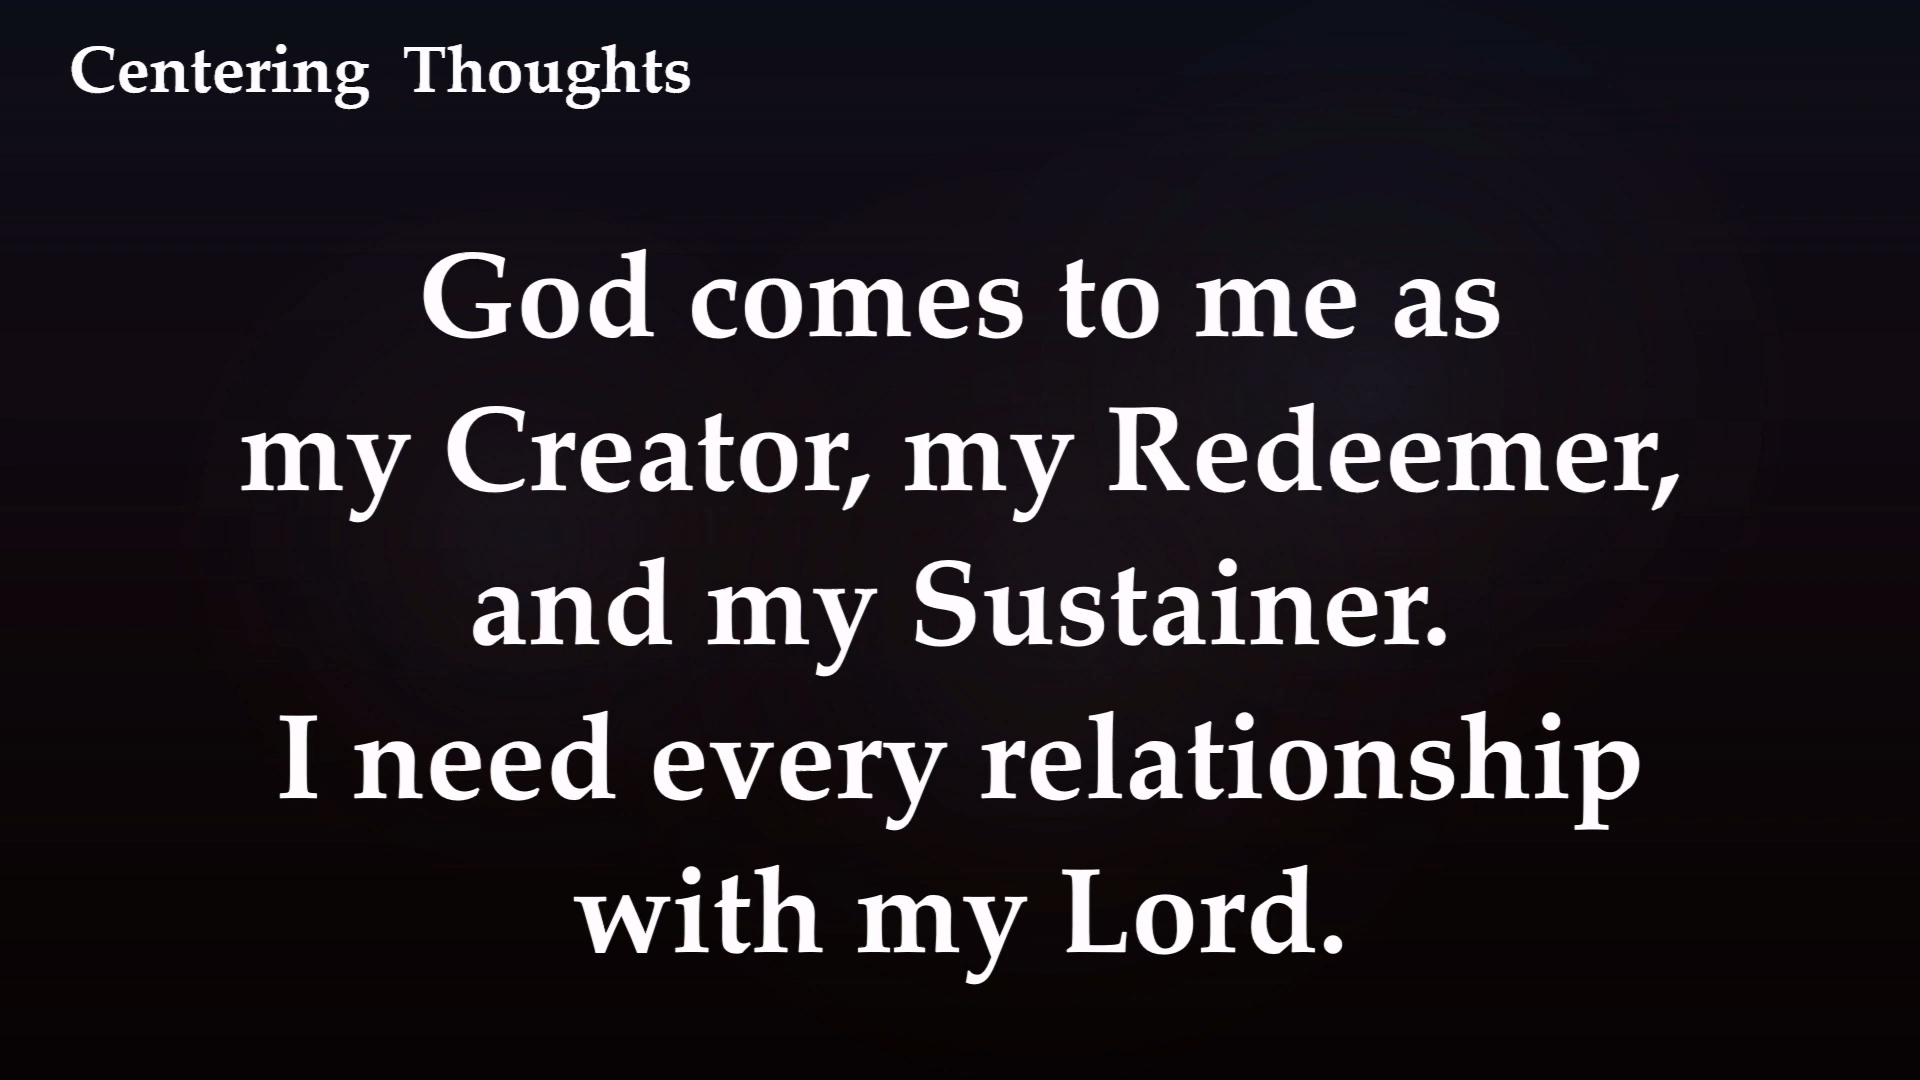 Centering Thoughts
God comes to me as
my Creator, my Redeemer,
and my Sustainer.
I need every relationship
with my Lord.